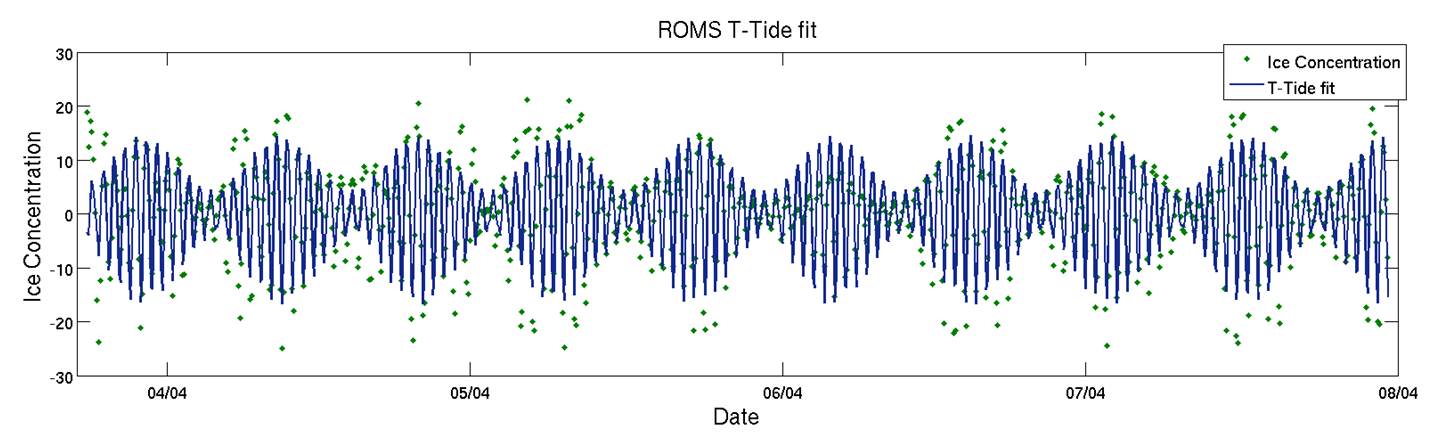 ROMS T-Tide fit
Ice Concentration
T-Tide fit
Ice Concentration
30
20
10
0
-10
-20
-30
04/04
05/04
06/04
07/04
08/04
Date